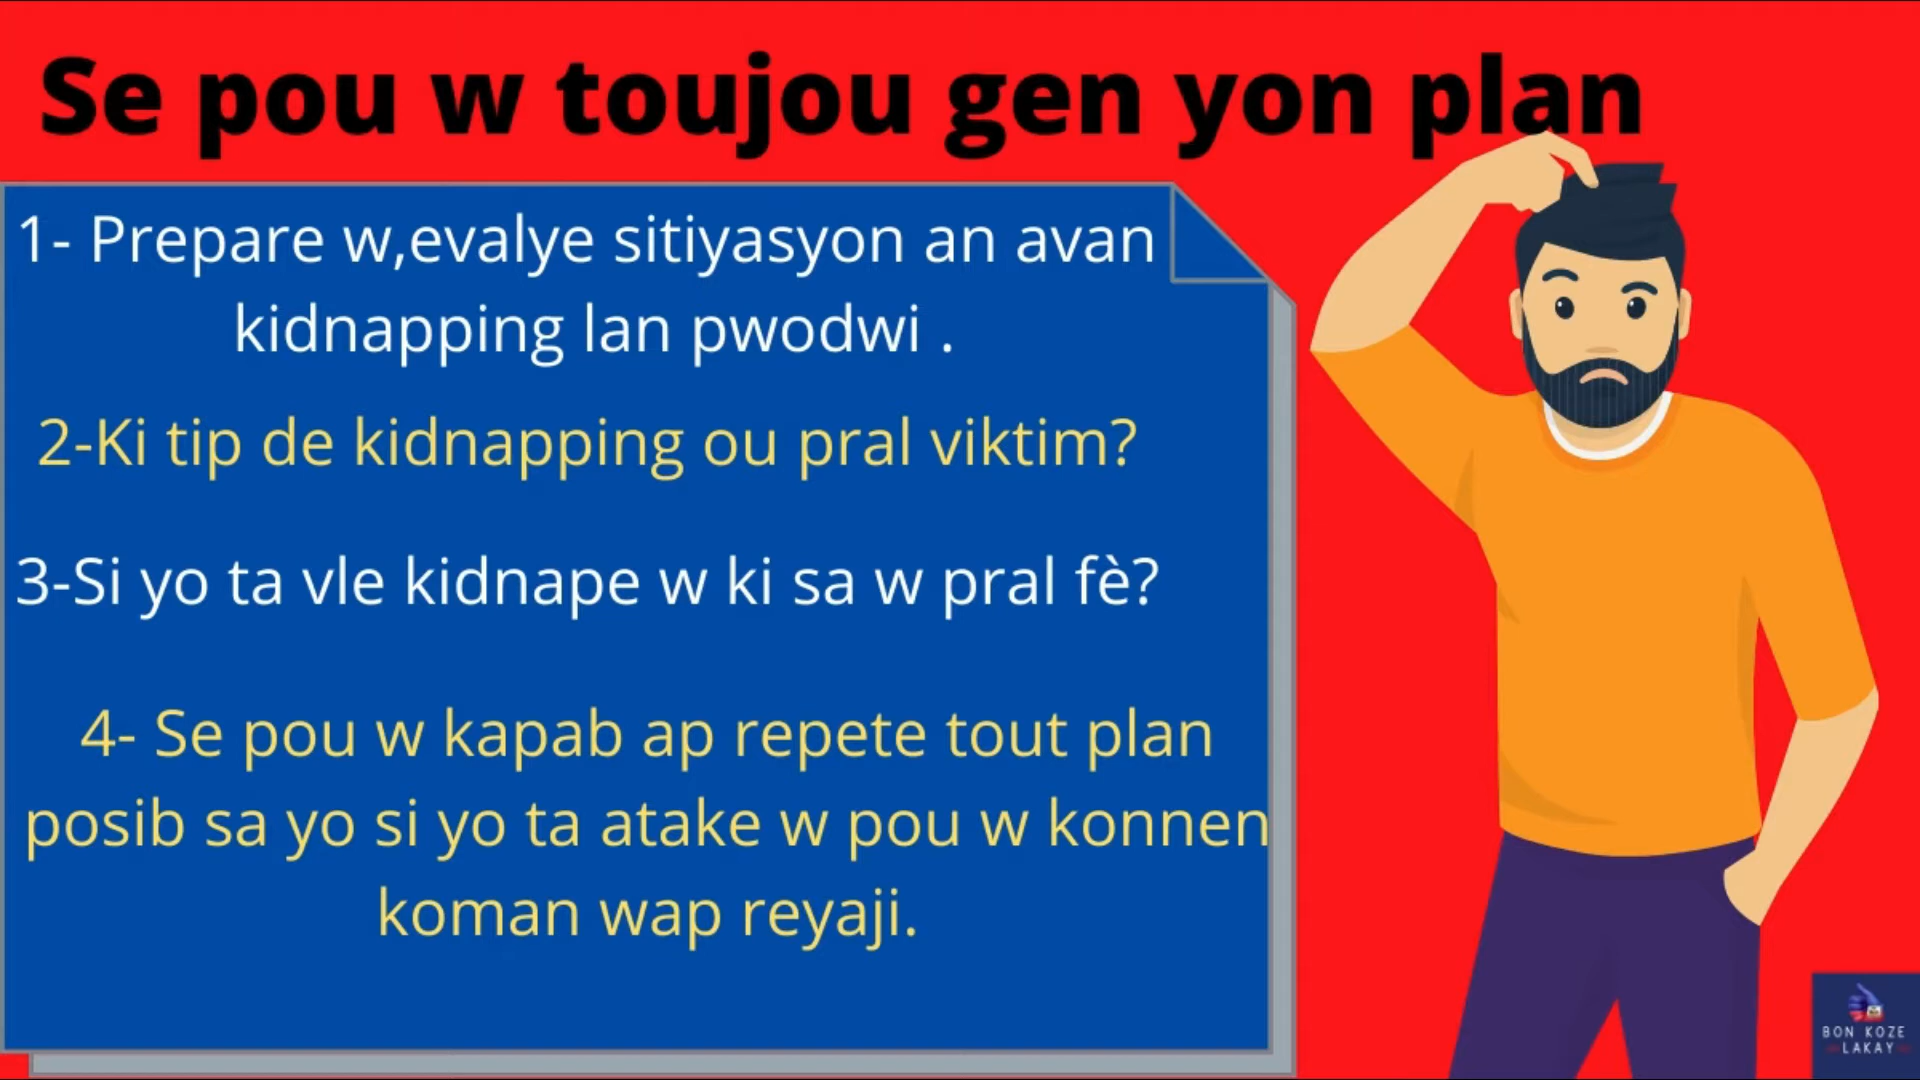 Se pou w toujou gen yon plan
1- Prepare w,evalye sitiyasyon an avan
kidnapping lan pwodwi .
2-Ki tip de kidnapping ou pral viktim?
3-Si yo ta vle kidnape w ki sa w pral fè?
4- Se pou w kapab ap repete tout plan
posib sa yo si yo ta atake w pou w konnen
koman wap reyaji.
BON KOZE
LAKAY